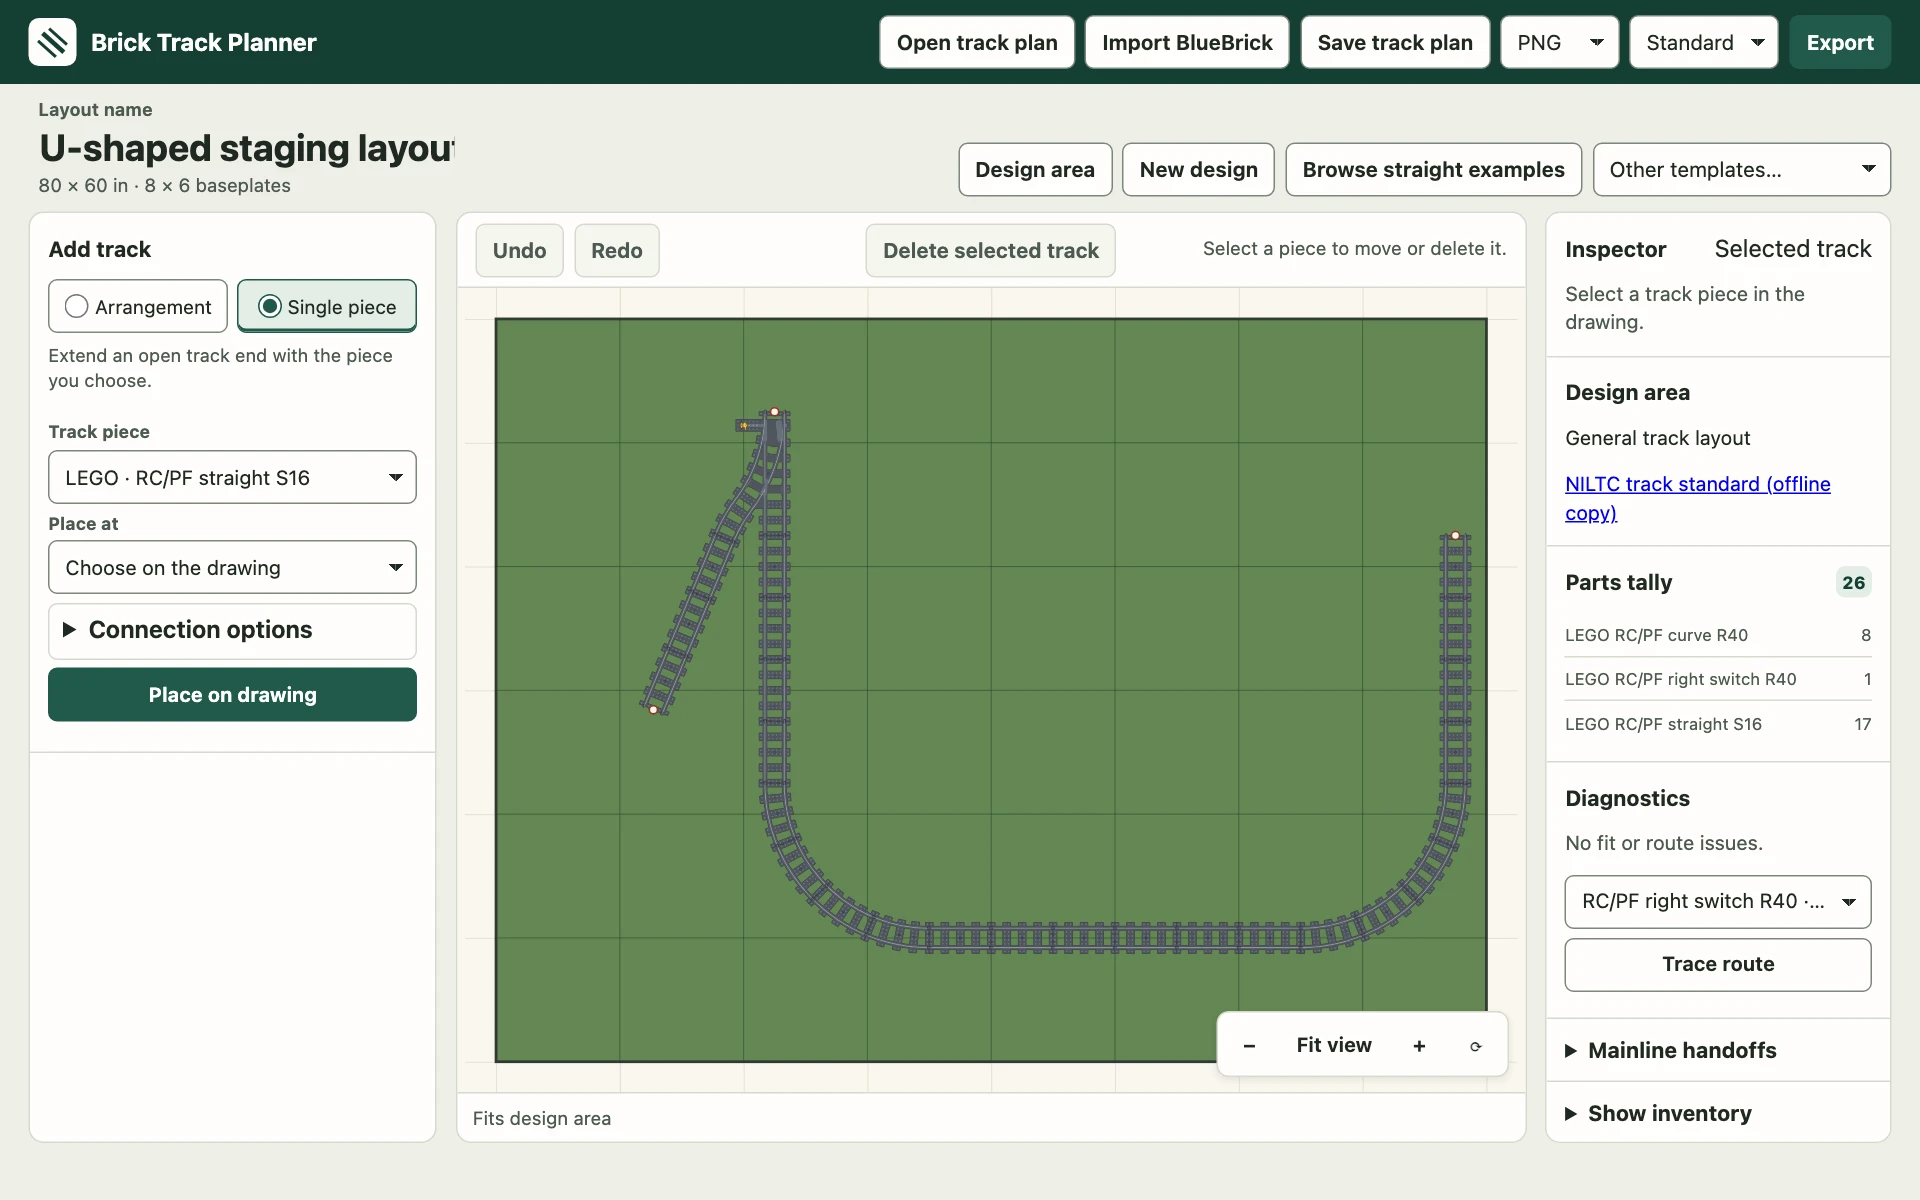 Brick Track Planner
Open track plan
Import BlueBrick
Save track plan
PNG
Standard
Export
Layout name
U-shaped staging layout
80 × 60 in · 8 × 6 baseplates
Design area
New design
Browse straight examples
Other templates...
Add track
Arrangement
Single piece
Extend an open track end with the piece
you choose.
Track piece
LEGO · RC/PF straight S16
Place at
Choose on the drawing
Connection options
Place on drawing
Undo
Redo
Delete selected track
Select a piece to move or delete it.
Fit view
Fits design area
Inspector
Selected track
Select a track piece in the
drawing.
Design area
General track layout
NILTC track standard (offline
copy)
Parts tally
26
LEGO RC/PF curve R40 8
LEGO RC/PF right switch R40 1
LEGO RC/PF straight S16 17
Diagnostics
No fit or route issues.
RC/PF right switch R40 ·...
Trace route
Mainline handoffs
Show inventory